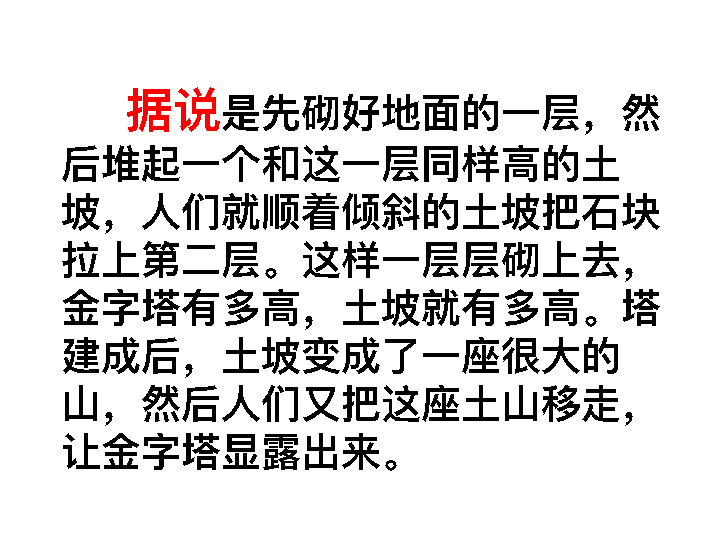 据说是先砌好地面的一层，然
后堆起一个和这一层同样高的土
坡，人们就顺着倾斜的土坡把石块
拉上第二层。这样一层层砌上去，
金字塔有多高，土坡就有多高。塔
建成后，土坡变成了一座很大的
山，然后人们又把这座土山移走，
让金字塔显露出来。